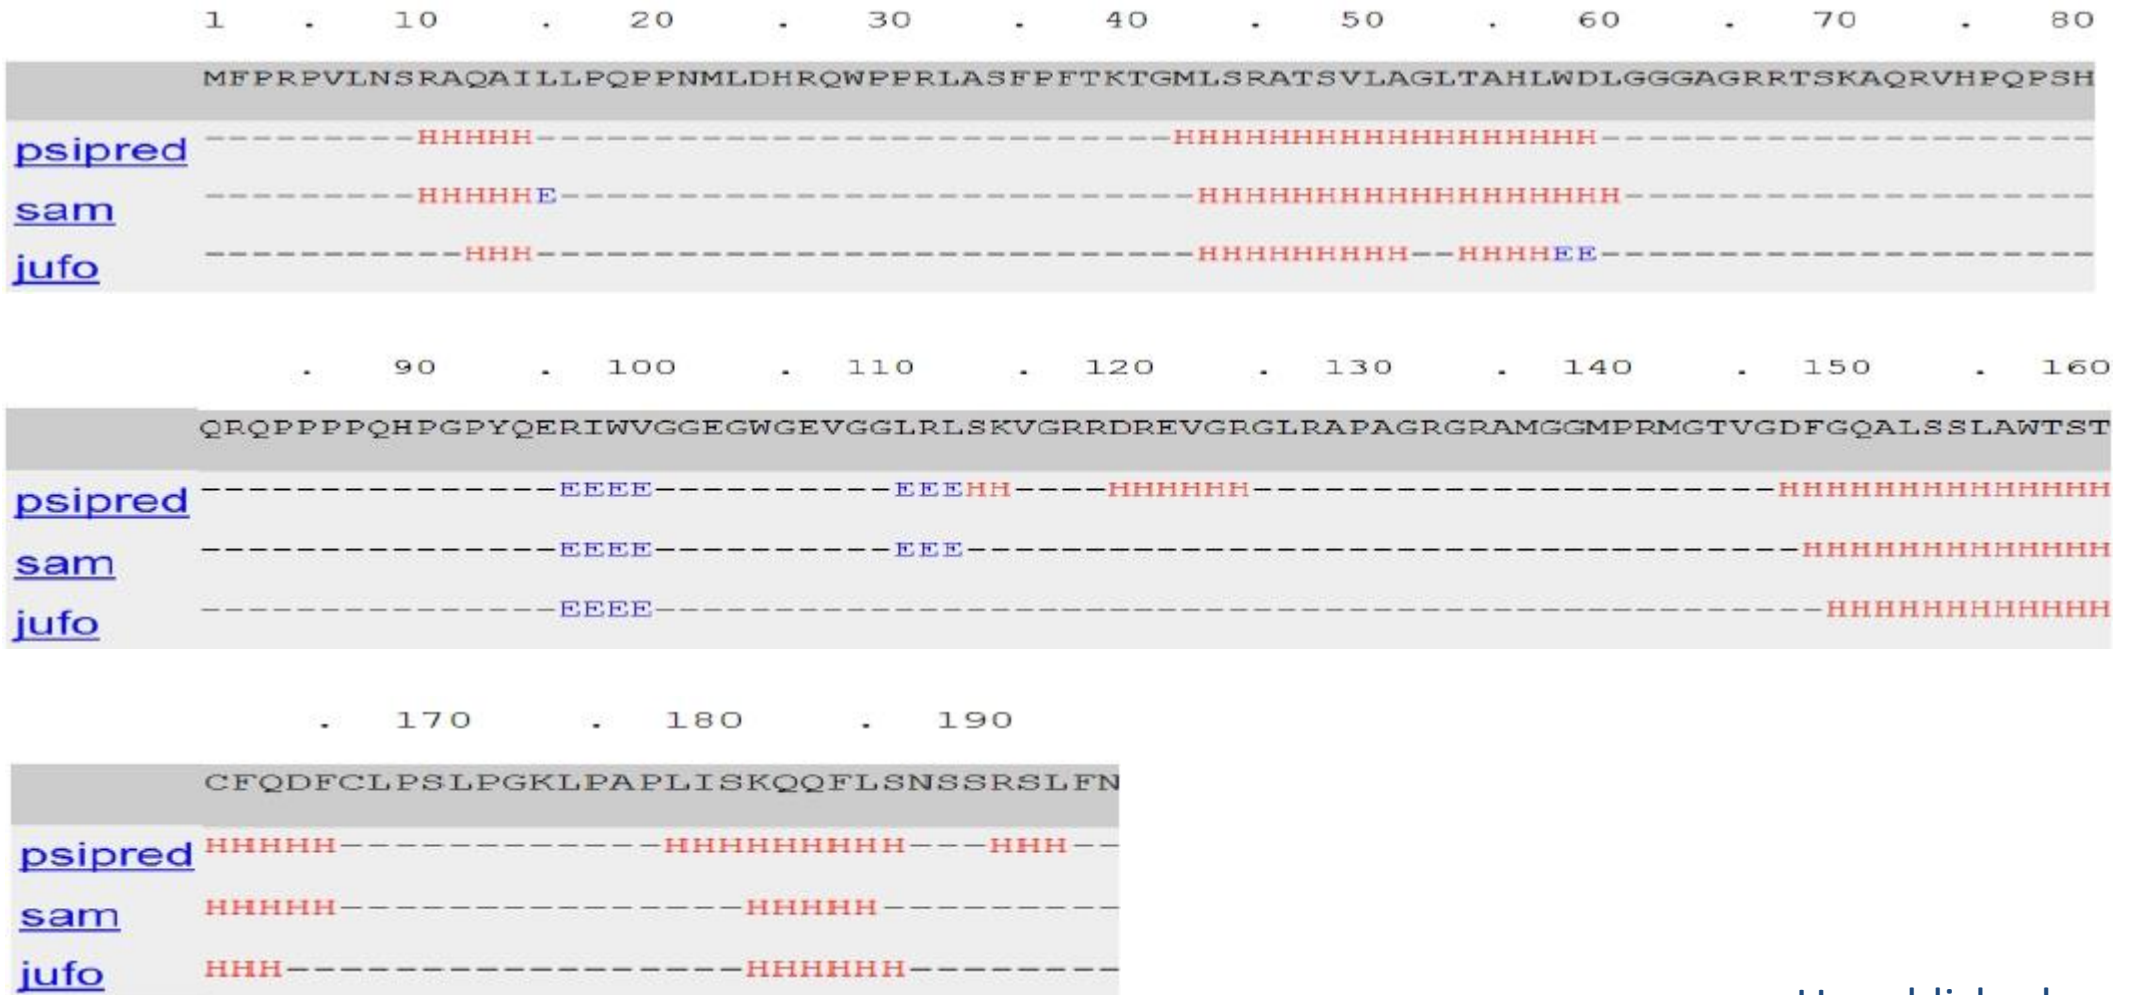 1 . 10 . 20 . 30 . 40 . 50 . 60 . 70 . 80
MFPRPVLNSRAQAILLPQPPNMLDHRQWPPRLASFPFTKTGMLSRATSVLAGLTAHLWDLGGGAGRRTSKAQRVHPQPSH
psipred ---------HHHHH---------------------------HHHHHHHHHHHHHHHHHH---------------------
sam ---------HHHHHE---------------------------HHHHHHHHHHHHHHHHHH--------------------
jufo -----------HHH----------------------------HHHHHHHHH--HHHHEE---------------------
. 90 . 100 . 110 . 120 . 130 . 140 . 150 . 160
QRQPPPPQHPGPYQERIWVGGEGWGEVGGLRLSKVGRRDREVGRGLRAPAGRGRAMGGMPRMGTVGDFGQALSSLAWTST
psipred ---------------EEEE----------EEEHH----HHHHHH----------------------HHHHHHHHHHHHHH
sam ---------------EEEE----------EEE-----------------------------------HHHHHHHHHHHHH
jufo ---------------EEEE-------------------------------------------------HHHHHHHHHHHH
. 170 . 180 . 190
CFQDFCLPSLPGKLPAPLISKQQFLSNSSRSLFN
psipred HHHHH------------HHHHHHHHH---HHH--
sam HHHHH---------------HHHHH---------
jufo HHH-----------------HHHHHH--------